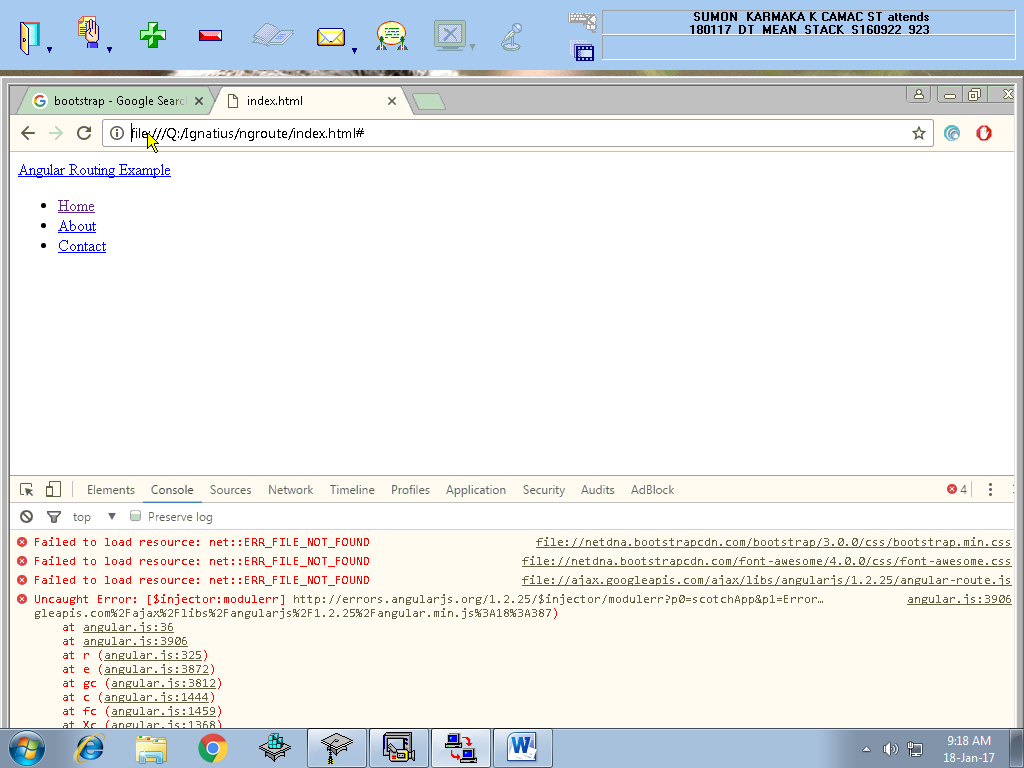 SUMON KARMAKA K CAMAC ST attends
180117 DT MEAN STACK S160922 923
bootstrap - Google Searc
index.html
file:///Q:/Ignatius/ngroute/index.html#
Angular Routing Example
Home
About
Contact
Elements Console Sources Network Timeline Profiles Application Security Audits AdBlock 4
top Preserve log
Failed to load resource: net::ERR_FILE_NOT_FOUND file://netdna.bootstrapcdn.com/bootstrap/3.0.0/css/bootstrap.min.css
Failed to load resource: net::ERR_FILE_NOT_FOUND file://netdna.bootstrapcdn.com/font-awesome/4.0.0/css/font-awesome.css
Failed to load resource: net::ERR_FILE_NOT_FOUND file://ajax.googleapis.com/ajax/libs/angularjs/1.2.25/angular-route.js
Uncaught Error: [$injector:modulerr] http://errors.angularjs.org/1.2.25/$injector/modulerr?p0=scotchApp&p1=Error… angular.js:3906
gleapis.com%2Fajax%2Flibs%2Fangularjs%2F1.2.25%2Fangular.min.js%3A18%3A387)
at angular.js:36
at angular.js:3906
at r (angular.js:325)
at e (angular.js:3872)
at gc (angular.js:3812)
at c (angular.js:1444)
at fc (angular.js:1459)
at Xc (angular.js:1368)
9:18 AM
18-Jan-17